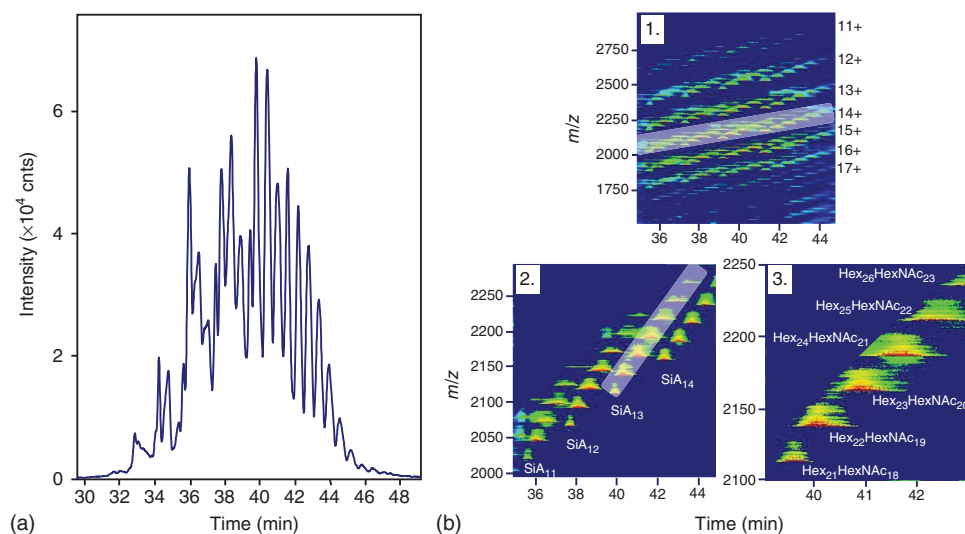 6
4
2
0
Intensity (×10⁴ cnts)
30 32 34 36 38 40 42 44 46 48
Time (min)
(a)
1.
2750
2500
2250
2000
1750
m/z
11+
12+
13+
14+
15+
16+
17+
36 38 40 42 44
2.
2250
2200
2150
2100
2050
2000
m/z
SiA₁₄
SiA₁₃
SiA₁₂
SiA₁₁
36 38 40 42 44
3.
2250
2200
2150
2100
Hex₂₆HexNAc₂₃
Hex₂₅HexNAc₂₂
Hex₂₄HexNAc₂₁
Hex₂₃HexNAc₂₀
Hex₂₂HexNAc₁₉
Hex₂₁HexNAc₁₈
40 41 42
(b)
Time (min)